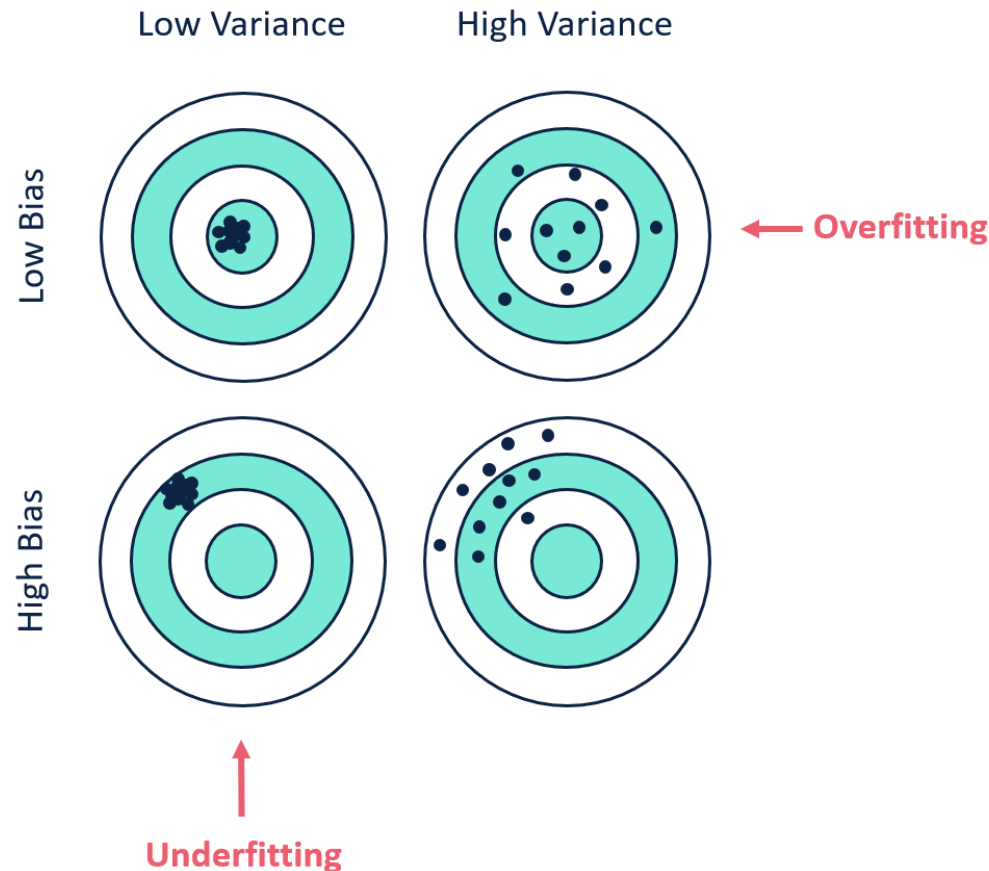 Low Variance
High Variance
Low Bias
Overfitting
High Bias
Underfitting